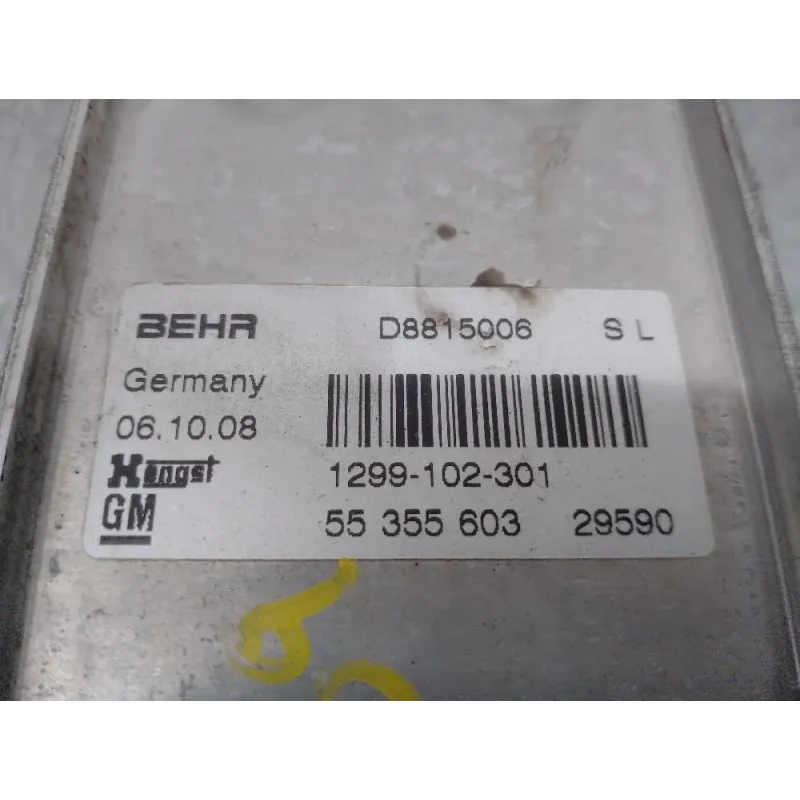 BEHR D8815006 S L
Germany
06.10.08
Hengst 1299-102-301
GM 55 355 603 29590